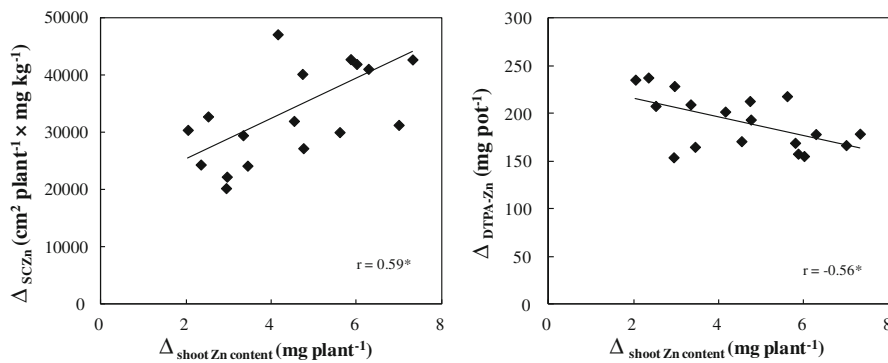 50000
40000
30000
20000
10000
0
0 2 4 6 8
Δ SCZn (cm² plant⁻¹ × mg kg⁻¹)
r = 0.59*
Δ shoot Zn content (mg plant⁻¹)
300
250
200
150
100
50
0
0 2 4 6 8
Δ DTPA-Zn (mg pot⁻¹)
r = -0.56*
Δ shoot Zn content (mg plant⁻¹)